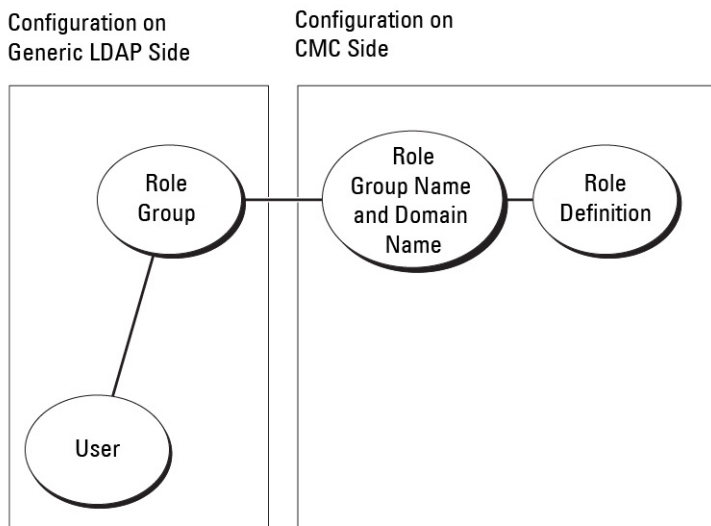 Configuration on
Generic LDAP Side
Configuration on
CMC Side
Role
Group
Role
Group Name
and Domain
Name
Role
Definition
User